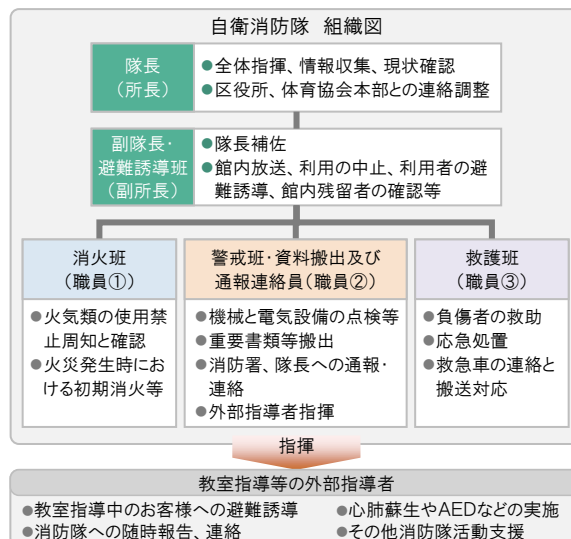 自衛消防隊 組織図
隊長
(所長)
●全体指揮、情報収集、現状確認
●区役所、体育協会本部との連絡調整
副隊長・
避難誘導班
(副所長)
●隊長補佐
●館内放送、利用の中止、利用者の避
難誘導、館内残留者の確認等
消火班
(職員①)
●火気類の使用禁
止周知と確認
●火災発生時にお
ける初期消火等
警戒班・資料搬出及び
通報連絡員(職員②)
●機械と電気設備の点検等
●重要書類等搬出
●消防署、隊長への通報・
連絡
●外部指導者指揮
救護班
(職員③)
●負傷者の救助
●応急処置
●救急車の連絡と
搬送対応
指揮
教室指導等の外部指導者
●教室指導中のお客様への避難誘導
●消防隊への随時報告、連絡
●心肺蘇生やAEDなどの実施
●その他消防隊活動支援